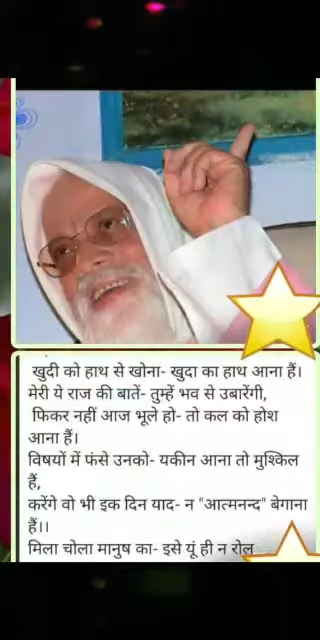 खुदी को हाथ से खोना- खुदा का हाथ आना हैं।
मेरी ये राज की बातें- तुम्हें भव से उबारेंगी,
फिकर नहीं आज भूले हो- तो कल को होश
आना हैं।
विषयों में फंसे उनको- यकीन आना तो मुश्किल
हैं,
करेंगे वो भी इक दिन याद- न "आत्मनन्द" बेगाना
हैं।।
मिला चोला मानुष का- इसे यूं ही न रोल